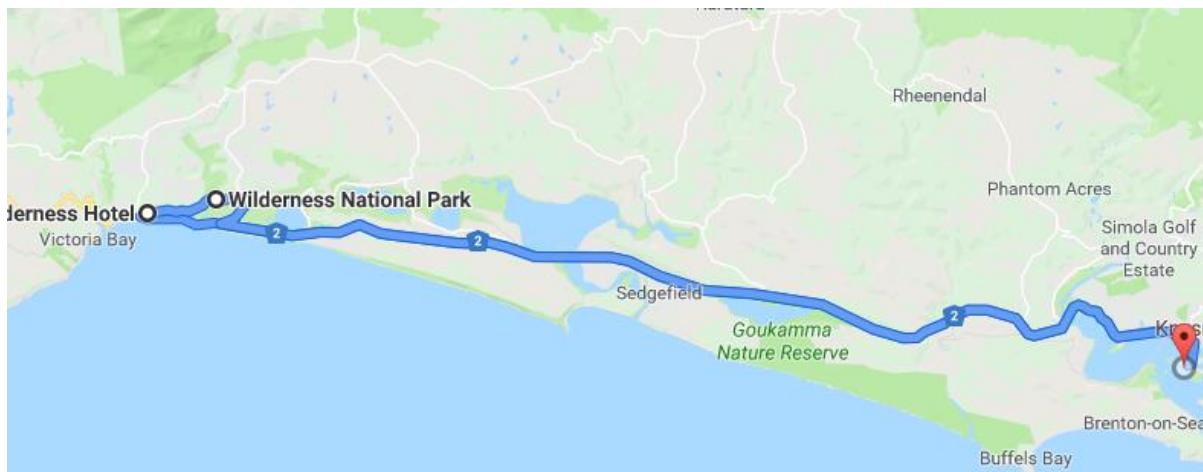 Rheenendal
Phantom Acres
Wilderness National Park
derness Hotel
Victoria Bay
2
2
Simola Golf
and Country
Estate
Sedgefield
2
Goukamma
Nature Reserve
Brenton-on-Sea
Buffels Bay